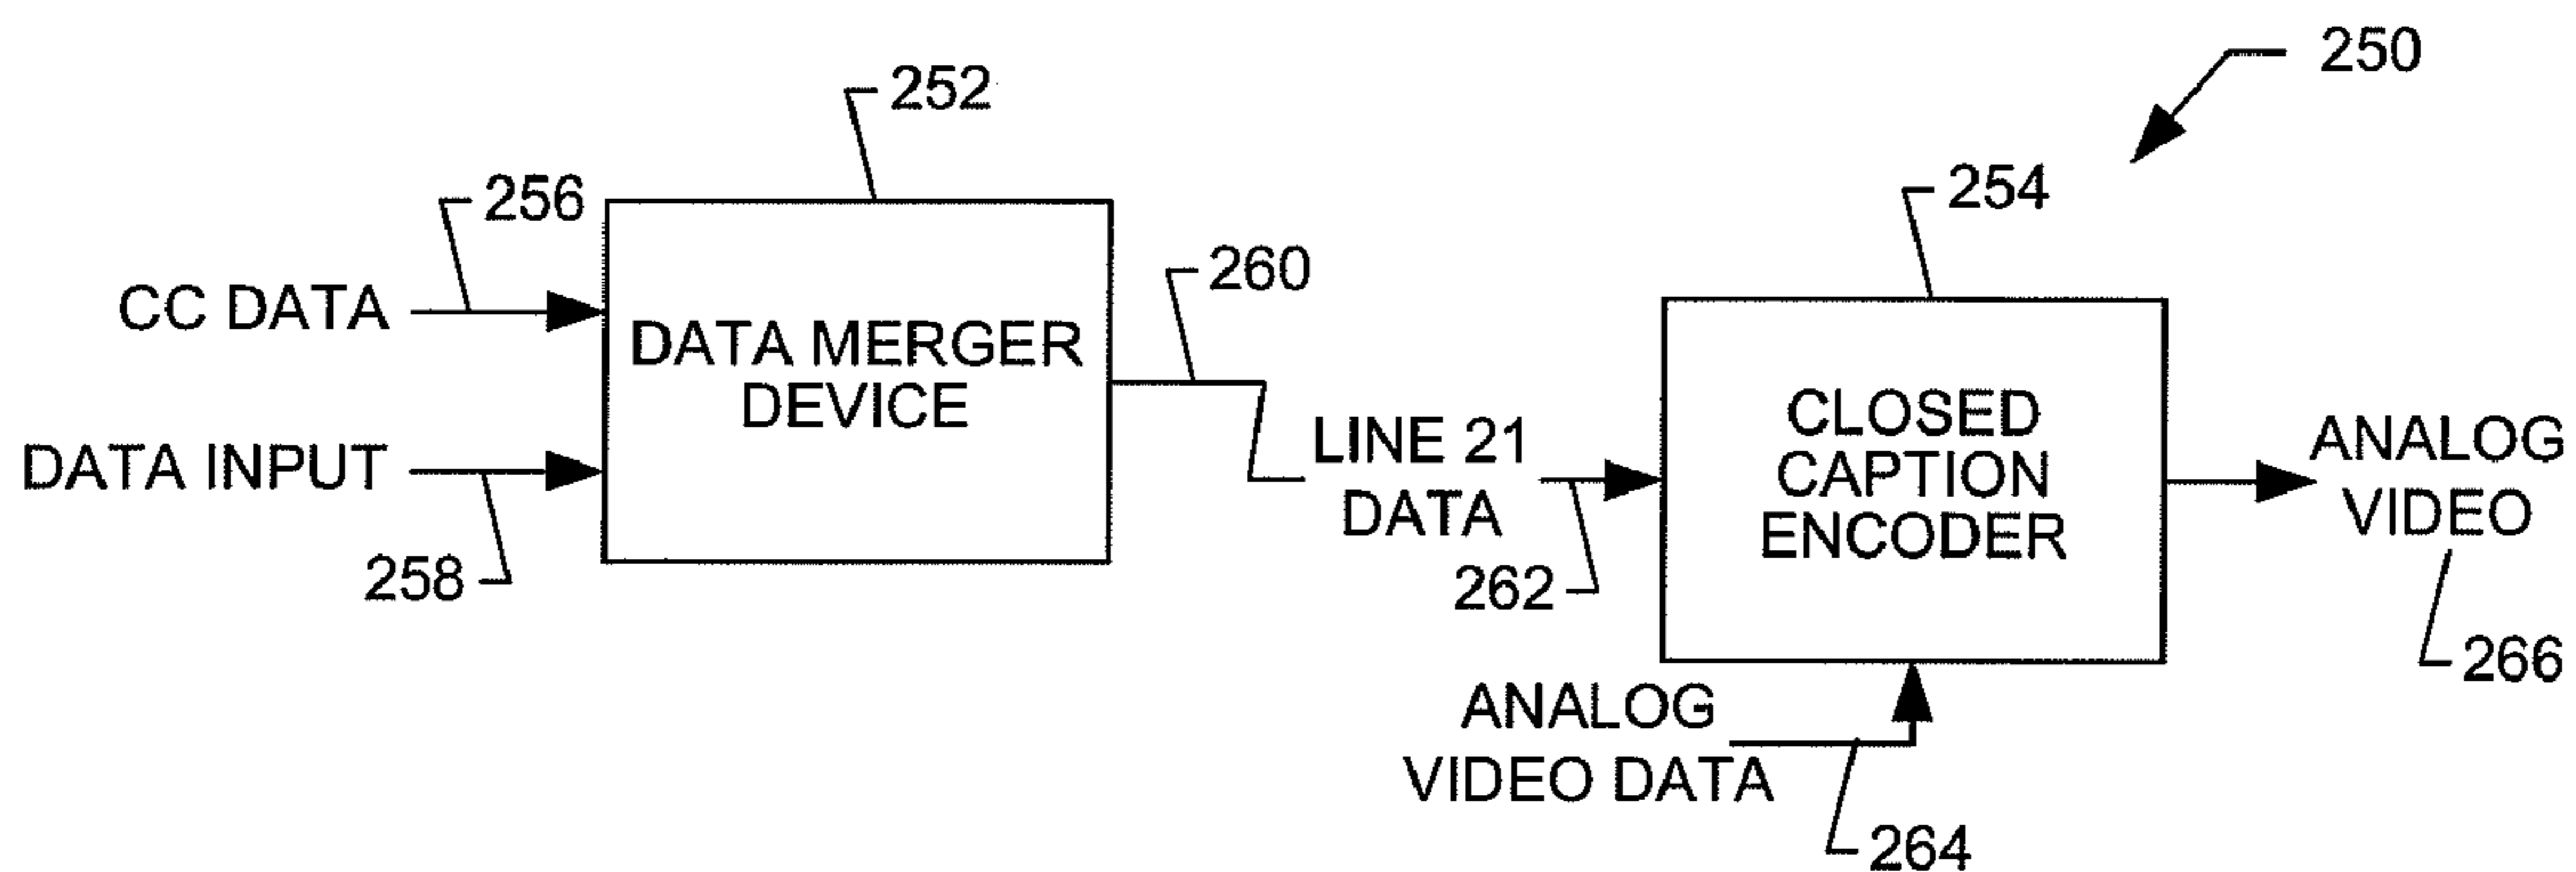 250
252
254
256
260
CC DATA
DATA MERGER
DEVICE
CLOSED
CAPTION
ENCODER
LINE 21
DATA
ANALOG
VIDEO
DATA INPUT
258
262
266
ANALOG
VIDEO DATA
264